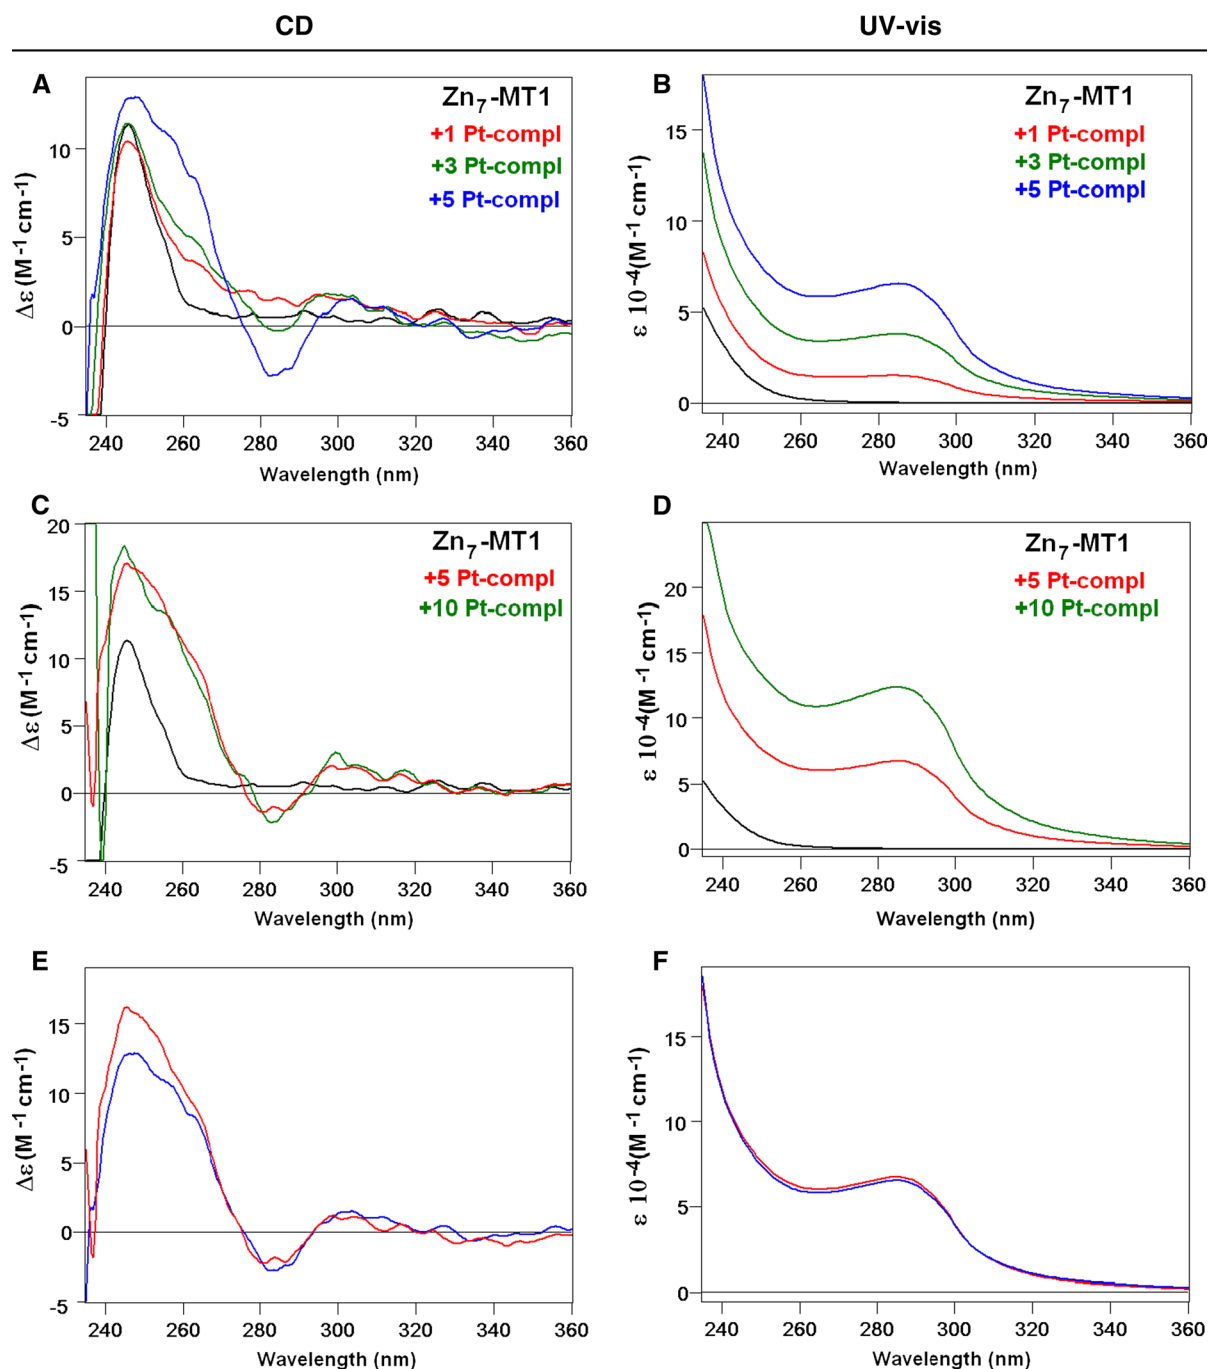 CD
UV-vis
A
Zn7-MT1
+1 Pt-compl
+3 Pt-compl
+5 Pt-compl
10
5
0
-5
Δε (M-1 cm-1)
240 260 280 300 320 340 360
Wavelength (nm)
B
Zn7-MT1
+1 Pt-compl
+3 Pt-compl
+5 Pt-compl
15
10
5
0
ε 10-4(M-1 cm-1)
240 260 280 300 320 340 360
Wavelength (nm)
C
Zn7-MT1
+5 Pt-compl
+10 Pt-compl
20
15
10
5
0
-5
Δε (M-1 cm-1)
240 260 280 300 320 340 360
Wavelength (nm)
D
Zn7-MT1
+5 Pt-compl
+10 Pt-compl
20
15
10
5
0
ε 10-4(M-1 cm-1)
240 260 280 300 320 340 360
Wavelength (nm)
E
15
10
5
0
-5
Δε (M-1 cm-1)
240 260 280 300 320 340 360
Wavelength (nm)
F
15
10
5
0
ε 10-4(M-1 cm-1)
240 260 280 300 320 340 360
Wavelength (nm)